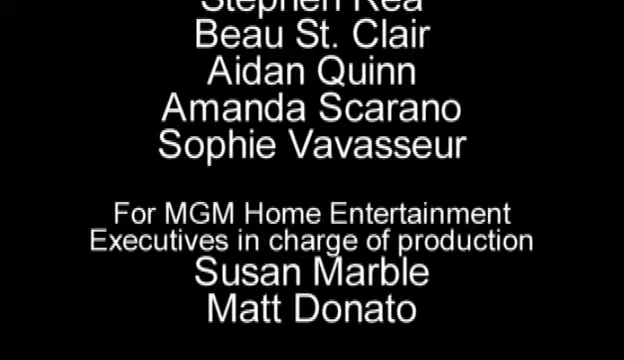 Stephen Rea
Beau St. Clair
Aidan Quinn
Amanda Scarano
Sophie Vavasseur
For MGM Home Entertainment
Executives in charge of production
Susan Marble
Matt Donato